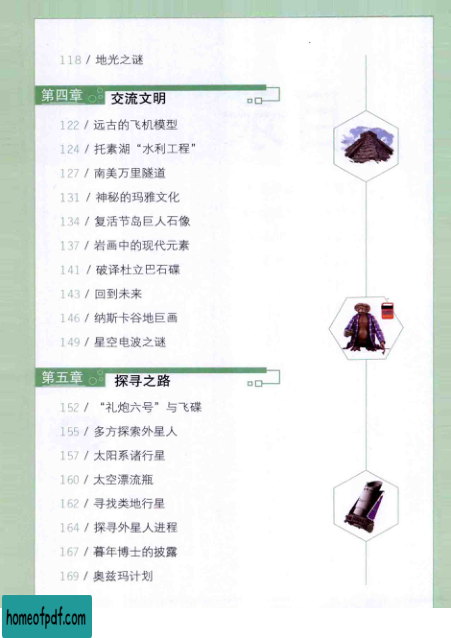 118 / 地光之谜
第四章 交流文明
122 / 远古的飞机模型
124 / 托素湖“水利工程”
127 / 南美万里隧道
131 / 神秘的玛雅文化
134 / 复活节岛巨人石像
137 / 岩画中的现代元素
141 / 破译杜立巴石碟
143 / 回到未来
146 / 纳斯卡谷地巨画
149 / 星空电波之谜
第五章 探寻之路
152 / “礼炮六号”与飞碟
155 / 多方探索外星人
157 / 太阳系诸行星
160 / 太空漂流瓶
162 / 寻找类地行星
164 / 探寻外星人进程
167 / 暮年博士的披露
169 / 奥兹玛计划
homeofpdf.com